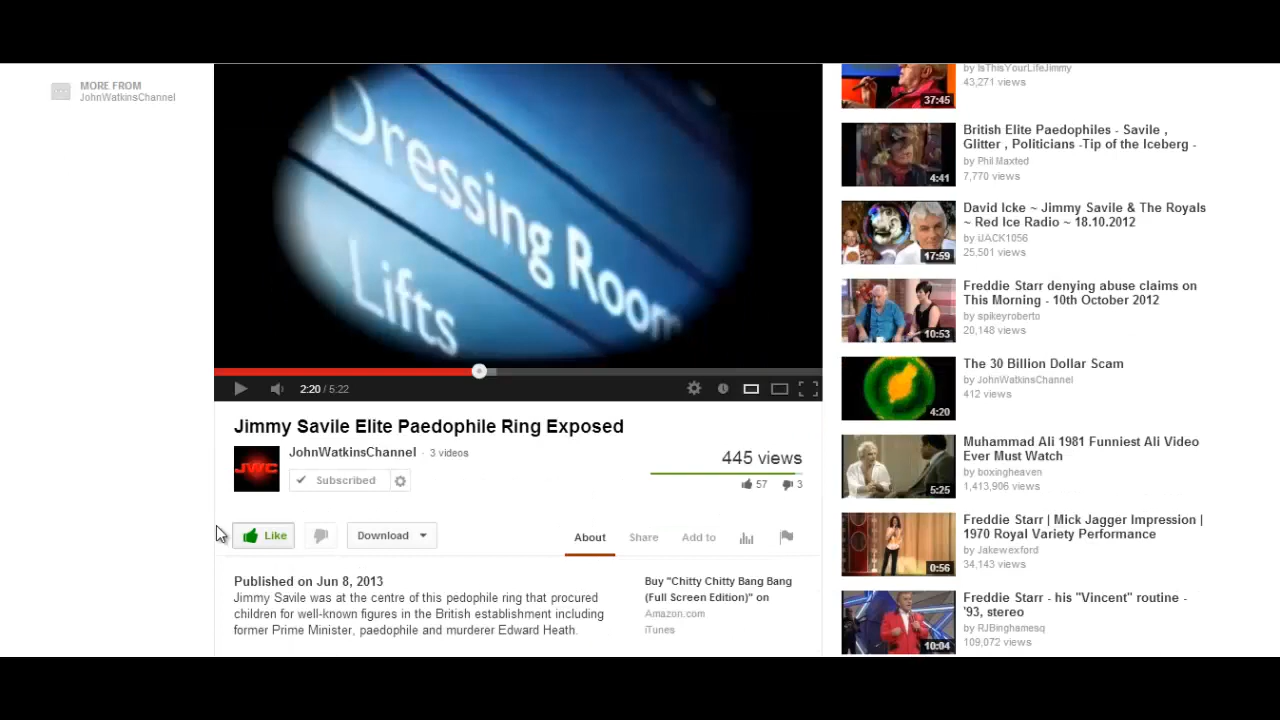 MORE FROM
JohnWatkinsChannel
Dressing Room
Lifts
2:20 / 5:22
Jimmy Savile Elite Paedophile Ring Exposed
JWC
JohnWatkinsChannel · 3 videos
Subscribed
445 views
57 3
Like
Download
About Share Add to
Published on Jun 8, 2013
Jimmy Savile was at the centre of this pedophile ring that procured
children for well-known figures in the British establishment including
former Prime Minister, paedophile and murderer Edward Heath.
Buy "Chitty Chitty Bang Bang
(Full Screen Edition)" on
Amazon.com
iTunes
by IsThisYourLifeJimmy
43,271 views
37:45
British Elite Paedophiles - Savile ,
Glitter , Politicians -Tip of the Iceberg -
by Phil Maxted
7,770 views
4:41
David Icke ~ Jimmy Savile & The Royals
~ Red Ice Radio ~ 18.10.2012
by iJACK1056
25,501 views
17:59
Freddie Starr denying abuse claims on
This Morning - 10th October 2012
by spikeyroberto
20,148 views
10:53
The 30 Billion Dollar Scam
by JohnWatkinsChannel
412 views
4:20
Muhammad Ali 1981 Funniest Ali Video
Ever Must Watch
by boxingheaven
1,413,906 views
5:25
Freddie Starr | Mick Jagger Impression |
1970 Royal Variety Performance
by Jakewexford
34,143 views
0:56
Freddie Starr - his "Vincent" routine -
'93, stereo
by RJBinghamesq
109,072 views
10:04